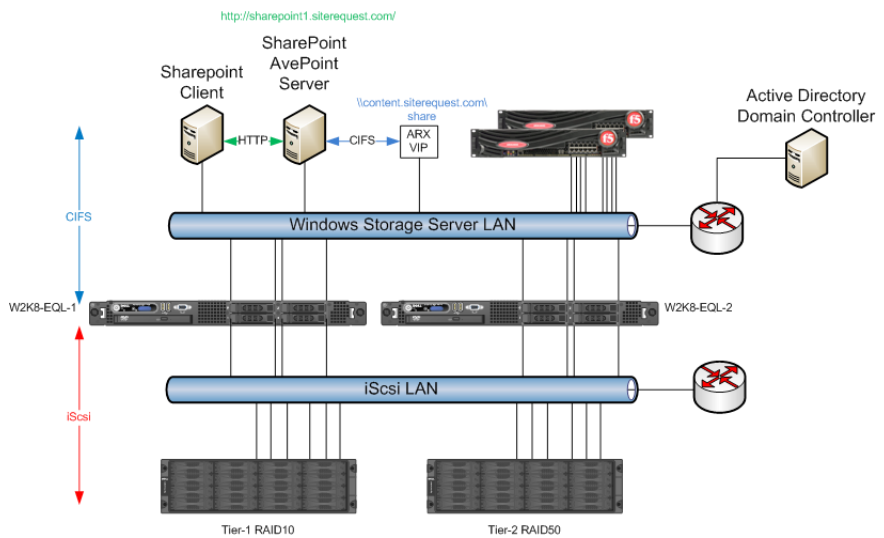 http://sharepoint1.siterequest.com/
SharePoint
AvePoint
Server
Sharepoint
Client
\\content.siterequest.com\
share
Active Directory
Domain Controller
HTTP
CIFS
ARX
VIP
f5
f5
CIFS
Windows Storage Server LAN
W2K8-EQL-1
W2K8-EQL-2
iScsi LAN
iScsi
Tier-1 RAID10
Tier-2 RAID50